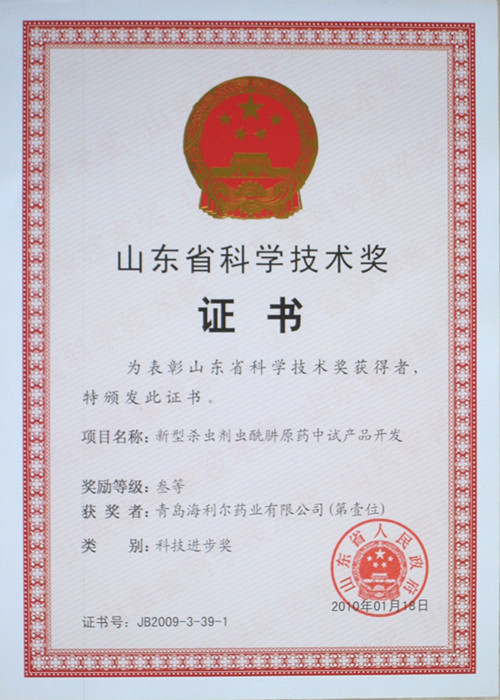 山东省科学技术奖
证书
为表彰山东省科学技术奖获得者，
特颁发此证书。
项目名称：新型杀虫剂虫酰肼原药中试产品开发
奖励等级：叁等
获奖者：青岛海利尔药业有限公司(第壹位)
类别：科技进步奖
山东省人民政府
2010年01月18日
证书号：JB2009-3-39-1